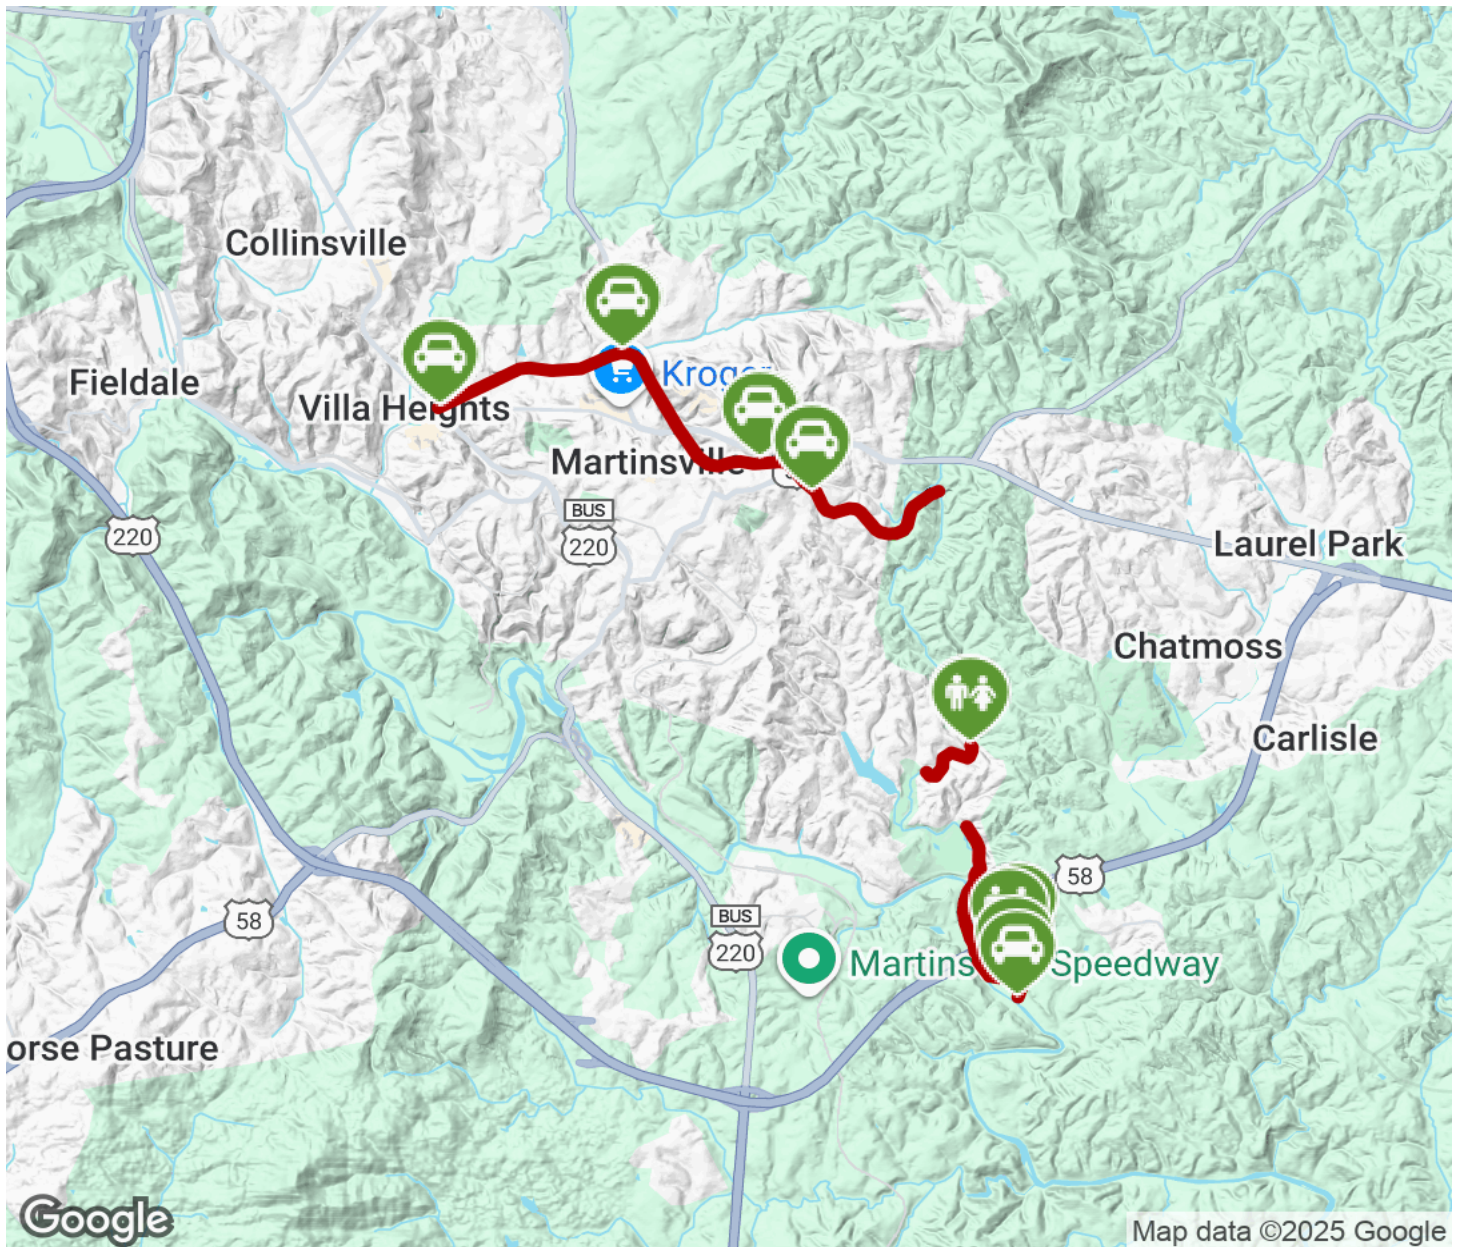 Collinsville
Kroger
Fieldale
Villa Heights
Martinsville
BUS
220
220
Laurel Park
Chatmoss
Carlisle
58
58
BUS
220
Martins
Speedway
orse Pasture
Google
Map data ©2025 Google